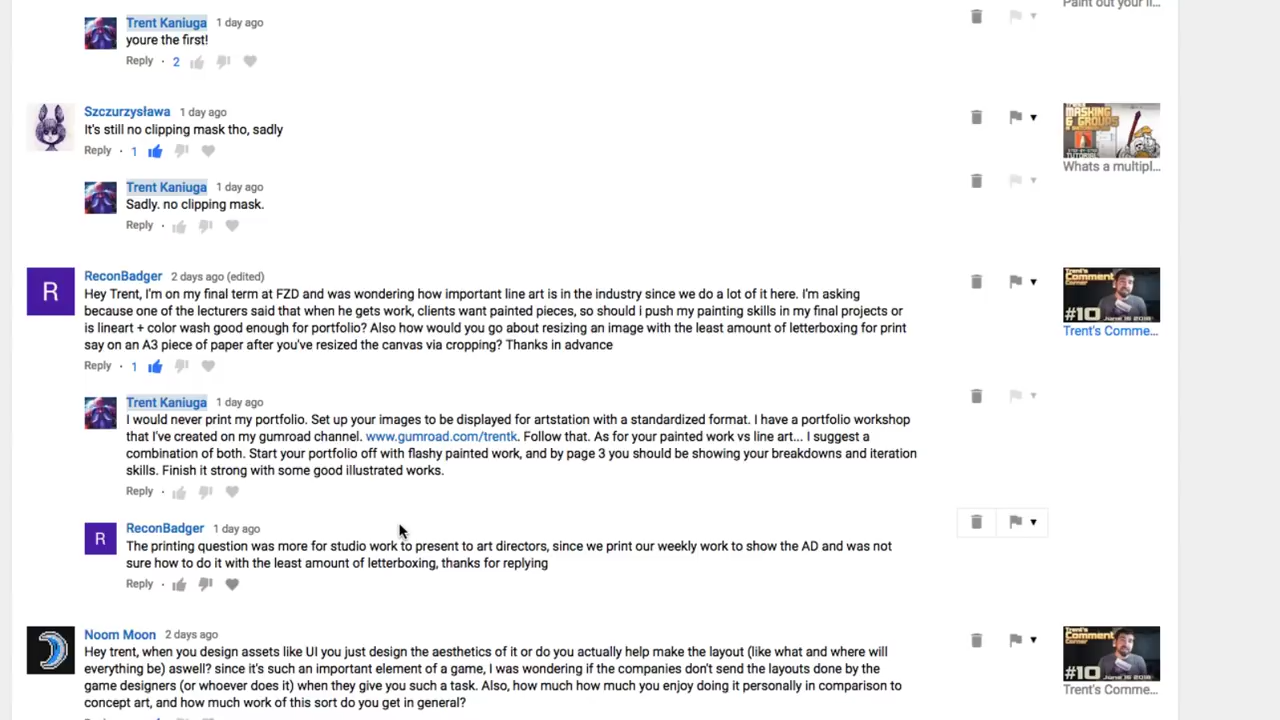 Paint out your li...
Trent Kaniuga 1 day ago
youre the first!
Reply · 2
Szczurzysława 1 day ago
It's still no clipping mask tho, sadly
Reply · 1
MASKING
& GROUPS
TUTORIAL
Whats a multipl...
Trent Kaniuga 1 day ago
Sadly. no clipping mask.
Reply ·
R
ReconBadger 2 days ago (edited)
Hey Trent, I'm on my final term at FZD and was wondering how important line art is in the industry since we do a lot of it here. I'm asking
because one of the lecturers said that when he gets work, clients want painted pieces, so should i push my painting skills in my final projects or
is lineart + color wash good enough for portfolio? Also how would you go about resizing an image with the least amount of letterboxing for print
say on an A3 piece of paper after you've resized the canvas via cropping? Thanks in advance
Reply · 1
Trent's
Comment
Corner
#10 June 16 2018
Trent's Comme...
Trent Kaniuga 1 day ago
I would never print my portfolio. Set up your images to be displayed for artstation with a standardized format. I have a portfolio workshop
that I've created on my gumroad channel. www.gumroad.com/trentk. Follow that. As for your painted work vs line art... I suggest a
combination of both. Start your portfolio off with flashy painted work, and by page 3 you should be showing your breakdowns and iteration
skills. Finish it strong with some good illustrated works.
Reply ·
R
ReconBadger 1 day ago
The printing question was more for studio work to present to art directors, since we print our weekly work to show the AD and was not
sure how to do it with the least amount of letterboxing, thanks for replying
Reply ·
Noom Moon 2 days ago
Hey trent, when you design assets like UI you just design the aesthetics of it or do you actually help make the layout (like what and where will
everything be) aswell? since it's such an important element of a game, I was wondering if the companies don't send the layouts done by the
game designers (or whoever does it) when they give you such a task. Also, how much how much you enjoy doing it personally in comparison to
concept art, and how much work of this sort do you get in general?
Trent's
Comment
Corner
#10 June 16 2018
Trent's Comme...